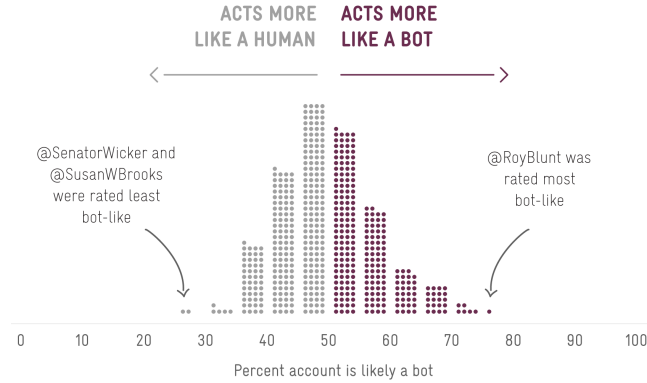 ACTS MORE
LIKE A HUMAN
ACTS MORE
LIKE A BOT
@SenatorWicker and
@SusanWBrooks
were rated least
bot-like
@RoyBlunt was
rated most
bot-like
0 10 20 30 40 50 60 70 80 90 100
Percent account is likely a bot